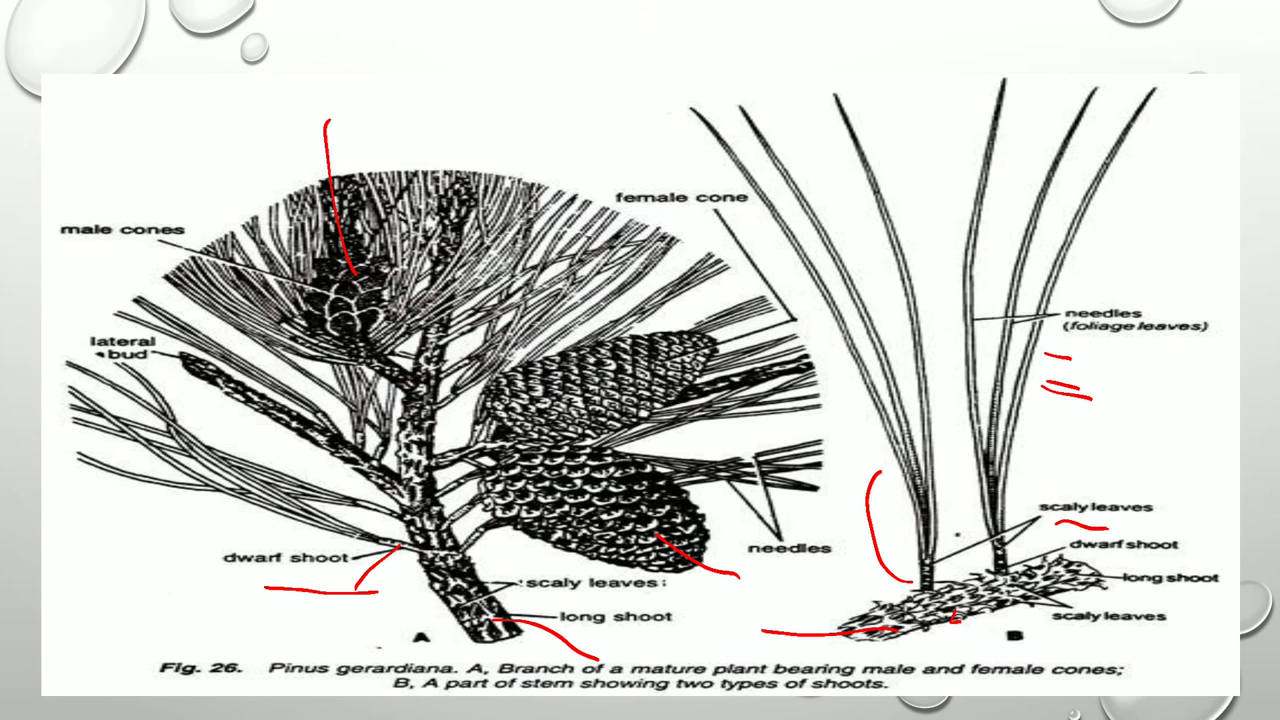 female cone
male cones
needles
(foliage leaves)
lateral
bud
scaly leaves
dwarf shoot
needles
dwarf shoot
long shoot
scaly leaves
scaly leaves
long shoot
A
B
Fig. 26. Pinus gerardiana. A, Branch of a mature plant bearing male and female cones;
B, A part of stem showing two types of shoots.